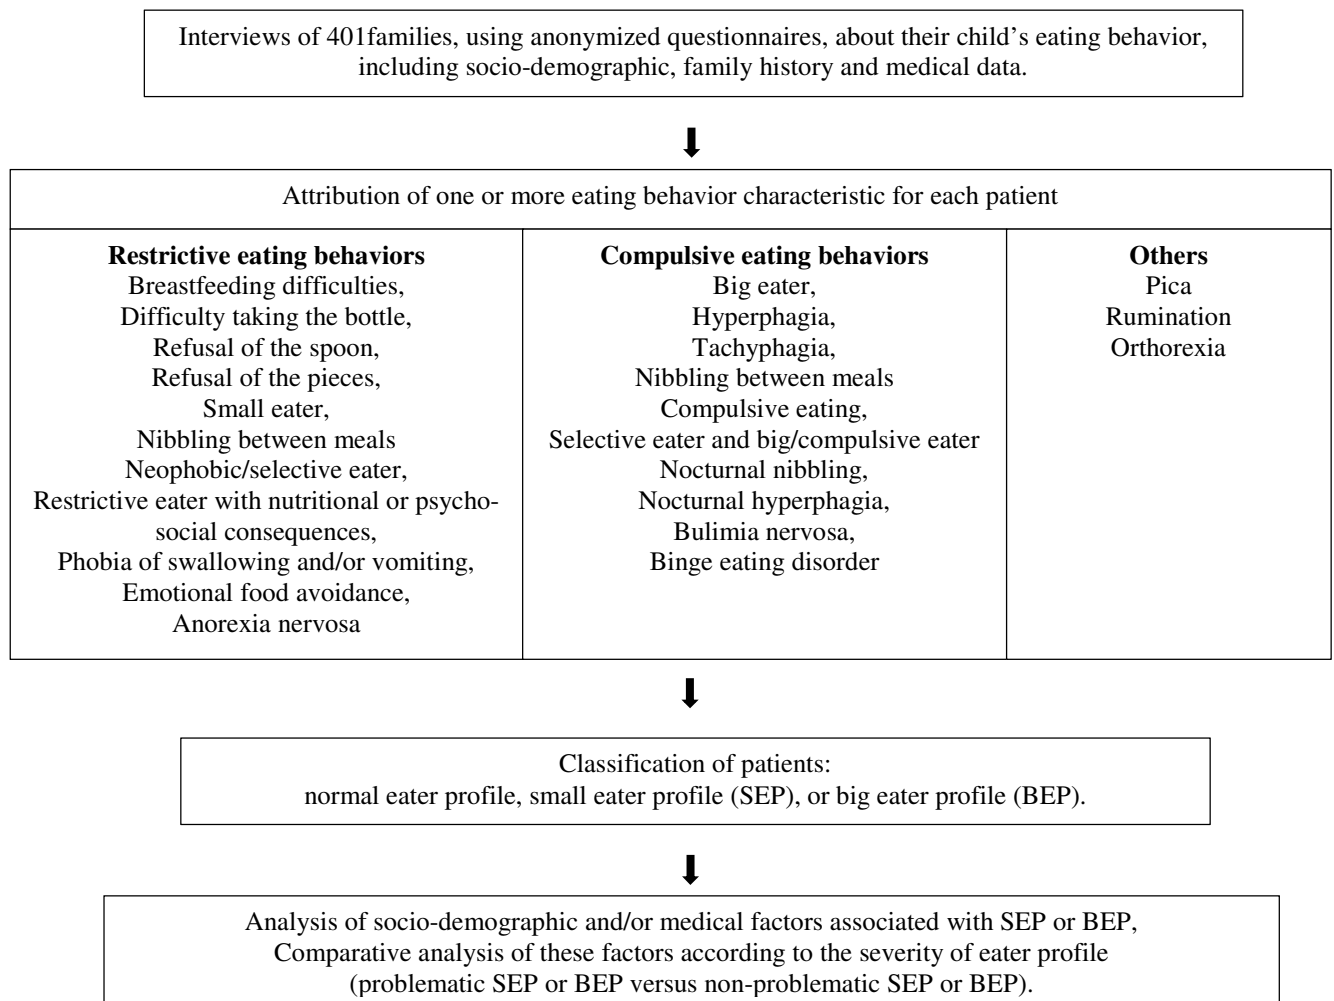 Interviews of 401families, using anonymized questionnaires, about their child's eating behavior,
including socio-demographic, family history and medical data.
Attribution of one or more eating behavior characteristic for each patient
Restrictive eating behaviors
Breastfeeding difficulties,
Difficulty taking the bottle,
Refusal of the spoon,
Refusal of the pieces,
Small eater,
Nibbling between meals
Neophobic/selective eater,
Restrictive eater with nutritional or psycho-
social consequences,
Phobia of swallowing and/or vomiting,
Emotional food avoidance,
Anorexia nervosa
Compulsive eating behaviors
Big eater,
Hyperphagia,
Tachyphagia,
Nibbling between meals
Compulsive eating,
Selective eater and big/compulsive eater
Nocturnal nibbling,
Nocturnal hyperphagia,
Bulimia nervosa,
Binge eating disorder
Others
Pica
Rumination
Orthorexia
Classification of patients:
normal eater profile, small eater profile (SEP), or big eater profile (BEP).
Analysis of socio-demographic and/or medical factors associated with SEP or BEP,
Comparative analysis of these factors according to the severity of eater profile
(problematic SEP or BEP versus non-problematic SEP or BEP).